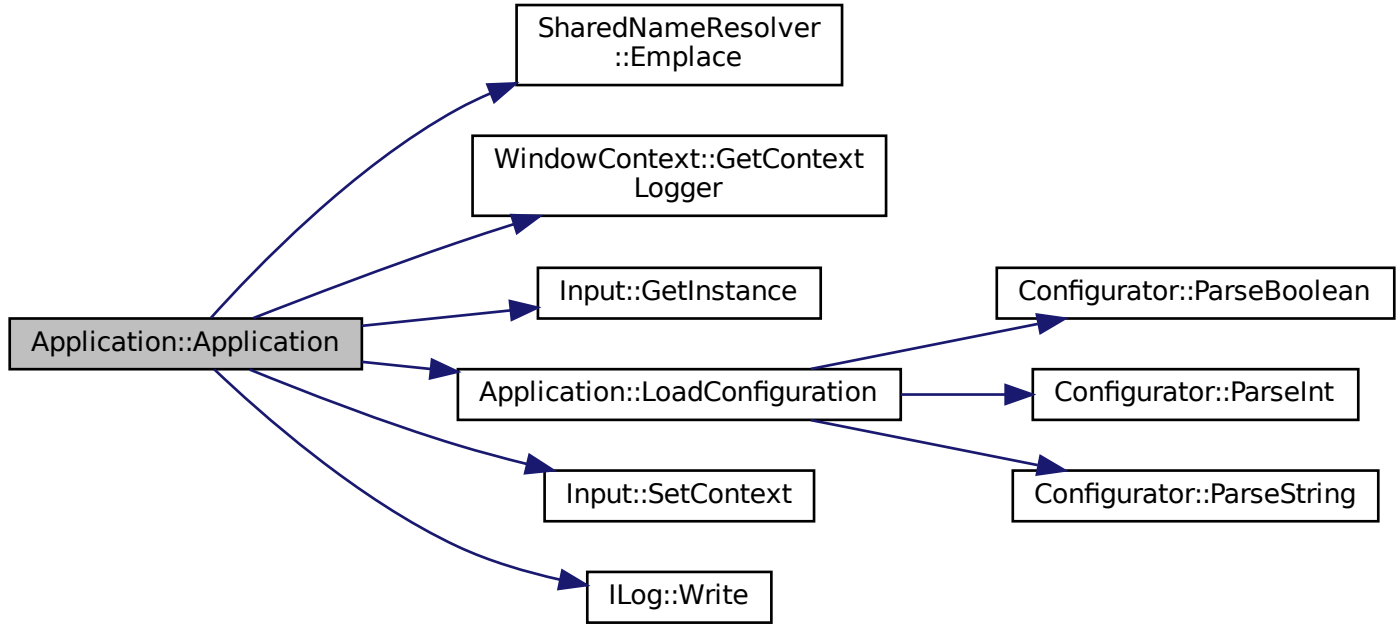 SharedNameResolver
::Emplace
WindowContext::GetContext
Logger
Input::GetInstance
Configurator::ParseBoolean
Application::Application
Application::LoadConfiguration
Configurator::ParseInt
Input::SetContext
Configurator::ParseString
ILog::Write